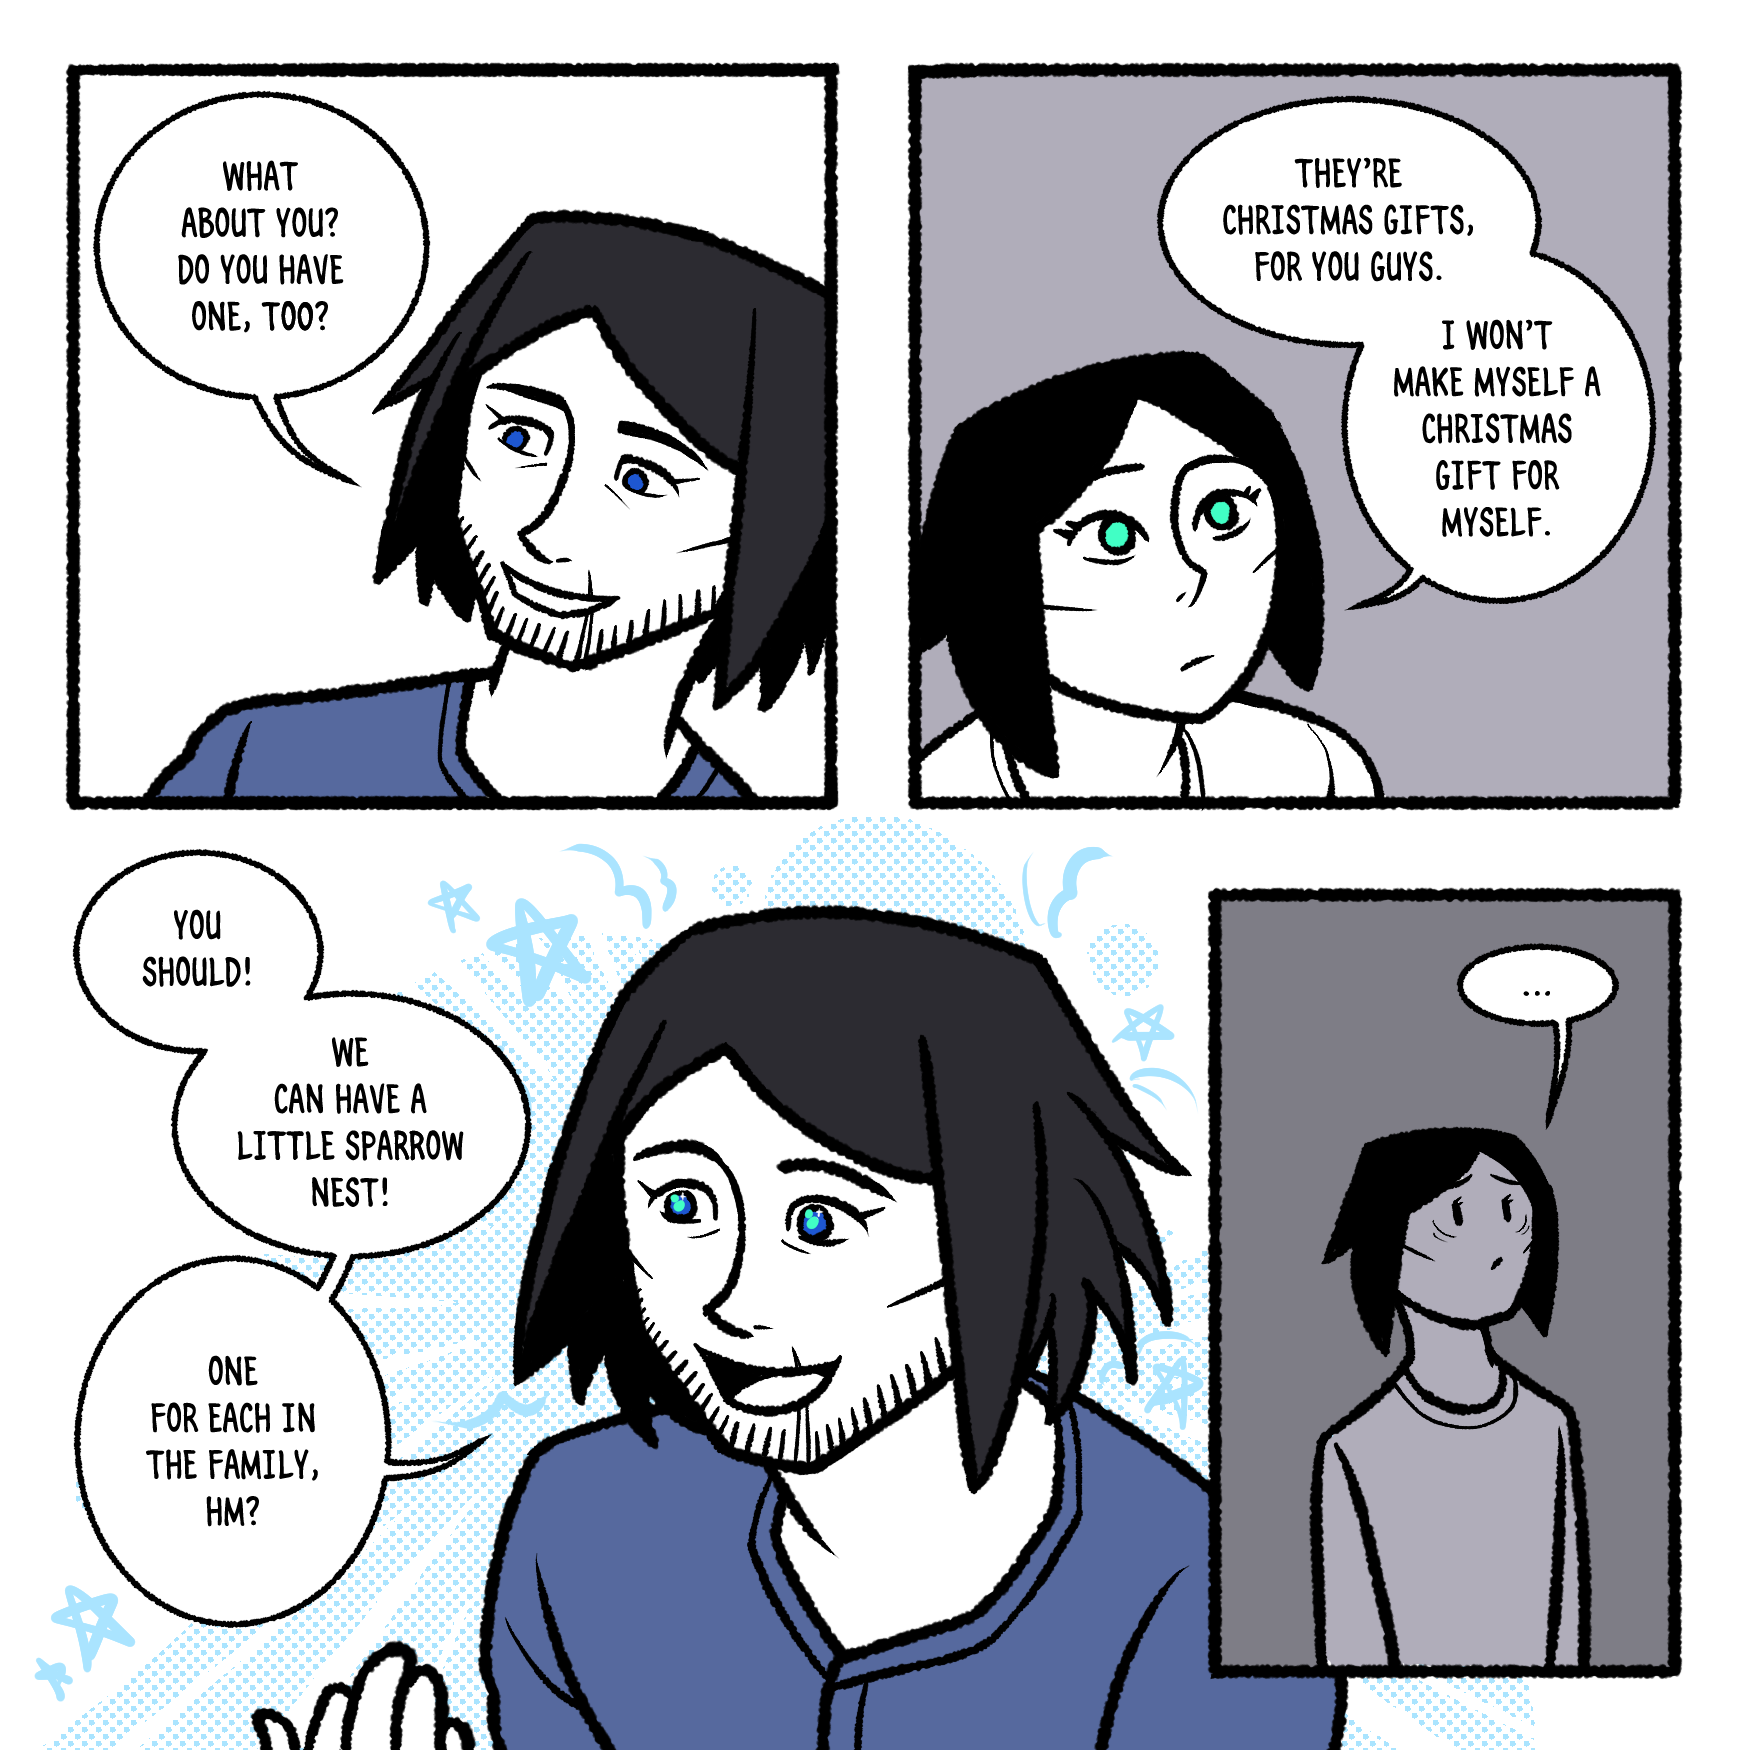 WHAT
ABOUT YOU?
DO YOU HAVE
ONE, TOO?
THEY'RE
CHRISTMAS GIFTS,
FOR YOU GUYS.
I WON'T
MAKE MYSELF A
CHRISTMAS
GIFT FOR
MYSELF.
YOU
SHOULD!
WE
CAN HAVE A
LITTLE SPARROW
NEST!
ONE
FOR EACH IN
THE FAMILY,
HM?
...